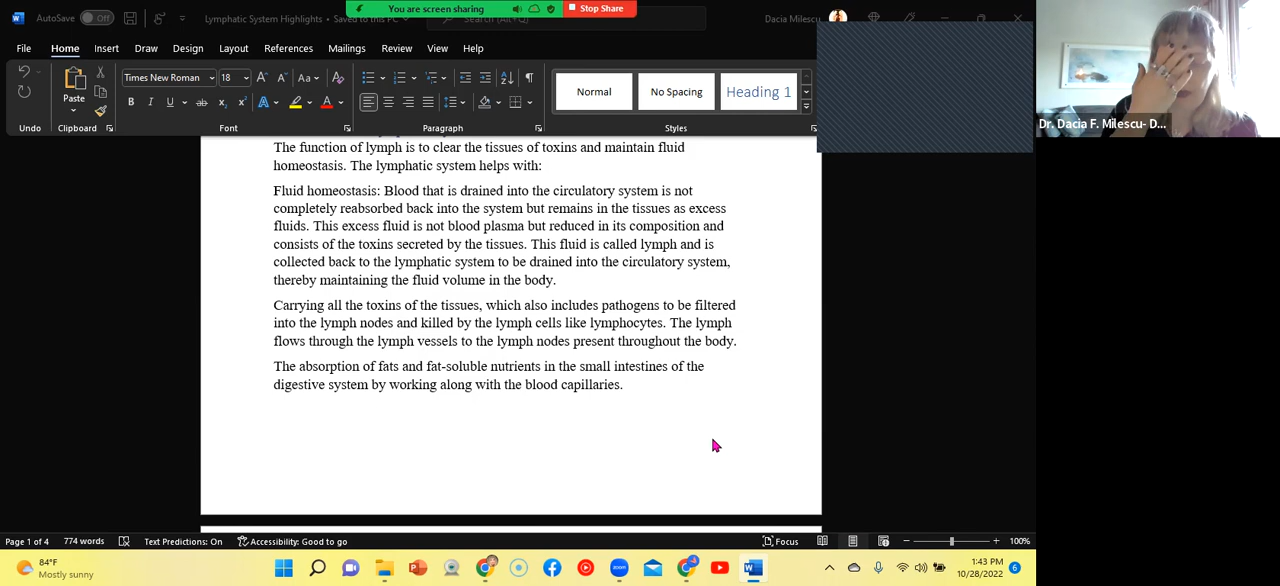 You are screen sharing
Stop Share
AutoSave
Off
Lymphatic System Highlights - Saved to this PC
Search (Alt+Q)
Dacia Milescu
File Home Insert Draw Design Layout References Mailings Review View Help
Times New Roman 18
Paste
Normal
No Spacing
Heading 1
Undo Clipboard Font Paragraph Styles
The function of lymph is to clear the tissues of toxins and maintain fluid
homeostasis. The lymphatic system helps with:
Fluid homeostasis: Blood that is drained into the circulatory system is not
completely reabsorbed back into the system but remains in the tissues as excess
fluids. This excess fluid is not blood plasma but reduced in its composition and
consists of the toxins secreted by the tissues. This fluid is called lymph and is
collected back to the lymphatic system to be drained into the circulatory system,
thereby maintaining the fluid volume in the body.
Carrying all the toxins of the tissues, which also includes pathogens to be filtered
into the lymph nodes and killed by the lymph cells like lymphocytes. The lymph
flows through the lymph vessels to the lymph nodes present throughout the body.
The absorption of fats and fat-soluble nutrients in the small intestines of the
digestive system by working along with the blood capillaries.
Dr. Dacia F. Milescu- D...
Page 1 of 4 774 words Text Predictions: On Accessibility: Good to go Focus 100%
84°F
Mostly sunny
1:43 PM
10/28/2022
6